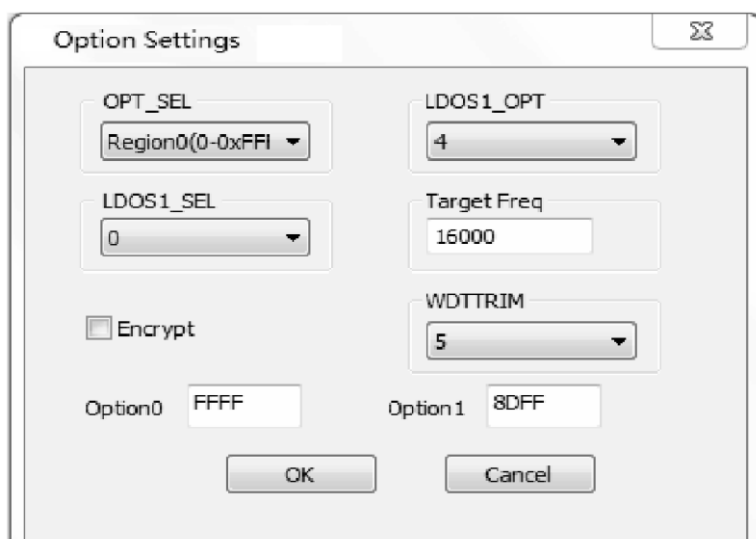 Option Settings
OPT_SEL
Region0(0-0xFF
LDOS1_OPT
4
LDOS1_SEL
0
Target Freq
16000
Encrypt
WDTTRIM
5
Option0
FFFF
Option1
8DFF
OK
Cancel